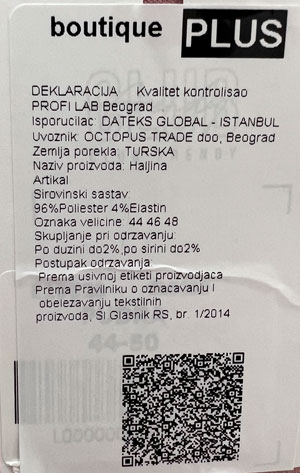 boutique PLUS
DEKLARACIJA Kvalitet kontrolisao
PROFI LAB Beograd
Isporucilac: DATEKS GLOBAL - ISTANBUL
Uvoznik: OCTOPUS TRADE doo, Beograd
Zemlja porekla: TURSKA
Naziv proizvoda: Haljina
Artikal
Sirovinski sastav:
96%Poliester 4%Elastin
Oznaka velicine: 44 46 48
Skupljanje pri odrzavanju:
Po duzini do2%,po sirini do2%
Postupak odrzavanja:
Prema usivnoj etiketi proizvodjaca
Prema Pravilniku o oznacavanju I
obelezavanju tekstilnih
proizvoda, Sl Glasnik RS, br. 1/2014
44-50